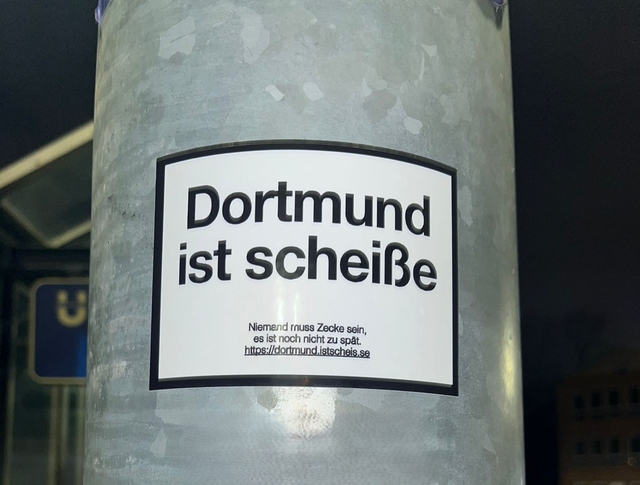 Dortmund
ist scheiße
Niemand muss Zecke sein,
es ist noch nicht zu spät.
https://dortmund.istscheis.se
Ü